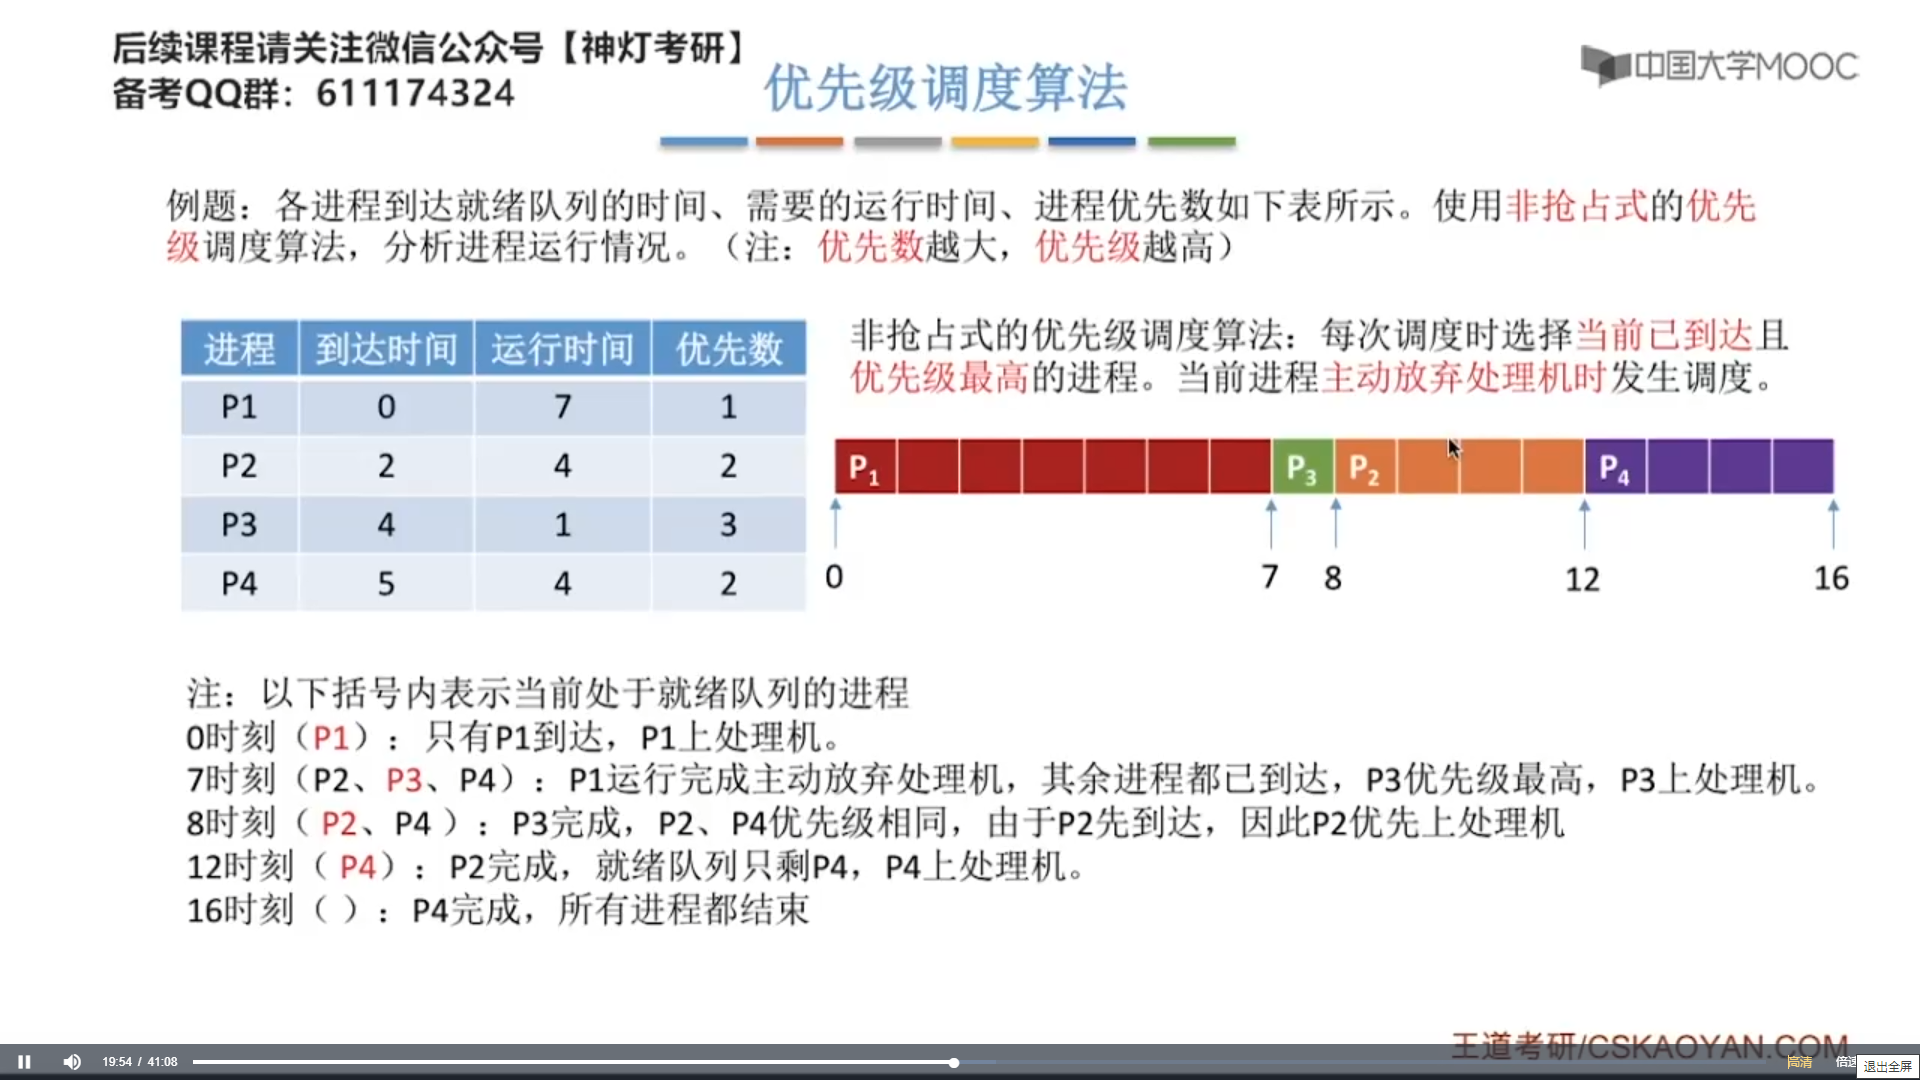 后续课程请关注微信公众号【神灯考研】
备考QQ群：611174324
中国大学MOOC
优先级调度算法
例题：各进程到达就绪队列的时间、需要的运行时间、进程优先数如下表所示。使用非抢占式的优先
级调度算法，分析进程运行情况。（注：优先数越大，优先级越高）
进程 到达时间 运行时间 优先数
P1 0 7 1
P2 2 4 2
P3 4 1 3
P4 5 4 2
非抢占式的优先级调度算法：每次调度时选择当前已到达且
优先级最高的进程。当前进程主动放弃处理机时发生调度。
P1 P3 P2 P4
0 7 8 12 16
注：以下括号内表示当前处于就绪队列的进程
0时刻（P1）：只有P1到达，P1上处理机。
7时刻（P2、P3、P4）：P1运行完成主动放弃处理机，其余进程都已到达，P3优先级最高，P3上处理机。
8时刻（P2、P4）：P3完成，P2、P4优先级相同，由于P2先到达，因此P2优先上处理机
12时刻（P4）：P2完成，就绪队列只剩P4，P4上处理机。
16时刻（ ）：P4完成，所有进程都结束
王道考研/CSKAOYAN.COM
19:54 / 41:08
高清
倍速
退出全屏